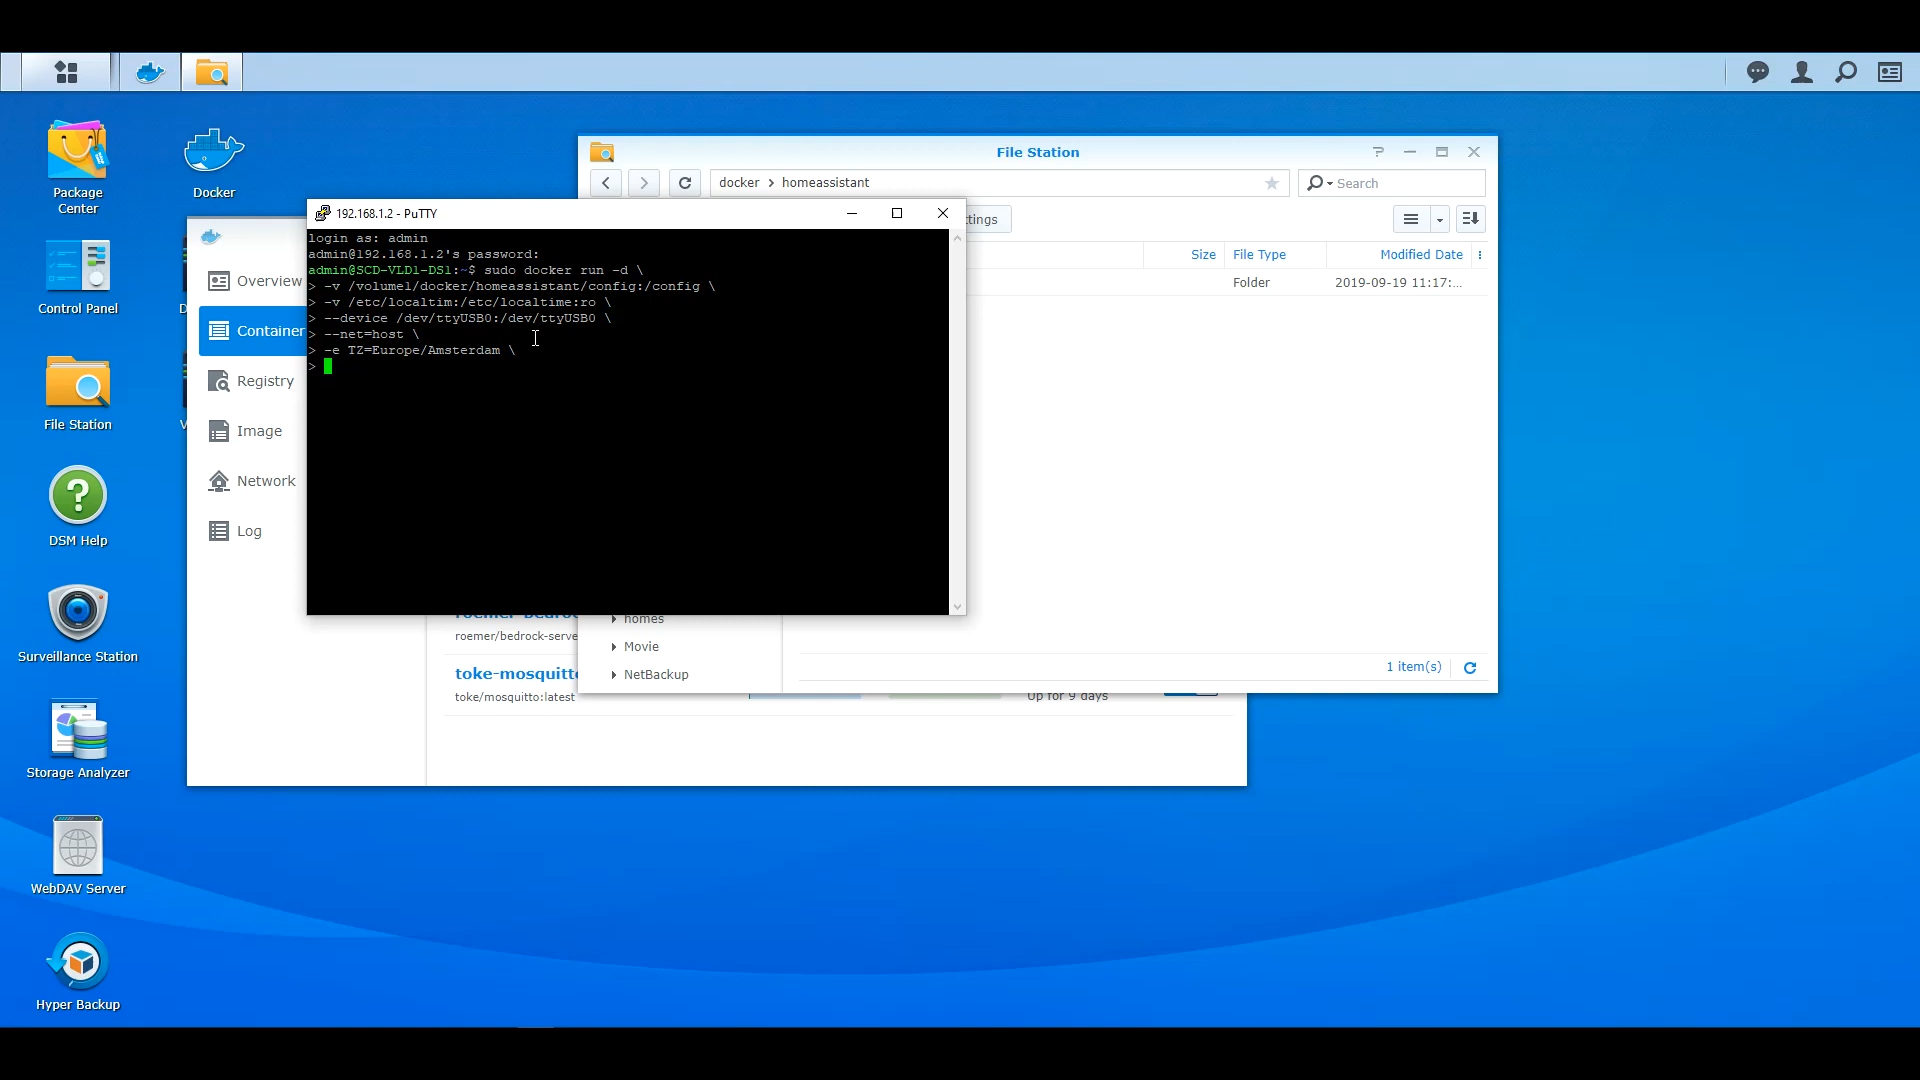 Package
Center
Control Panel
File Station
DSM Help
Surveillance Station
Storage Analyzer
WebDAV Server
Hyper Backup
Docker
Overview
Container
Registry
Image
Network
Log
File Station
docker
homeassistant
Search
tings
Size
File Type
Modified Date
Folder
2019-09-19 11:17:...
192.168.1.2 - PuTTY
login as: admin
admin@192.168.1.2's password:
admin@SCD-VLD1-DS1:~$ sudo docker run -d \
> -v /volume1/docker/homeassistant/config:/config \
> -v /etc/localtim:/etc/localtime:ro \
> --device /dev/ttyUSB0:/dev/ttyUSB0 \
> --net=host \
> -e TZ=Europe/Amsterdam \
>
homes
Movie
NetBackup
1 item(s)
roemer/bedrock-serve
toke-mosquitto
toke/mosquitto:latest
Up for 9 days